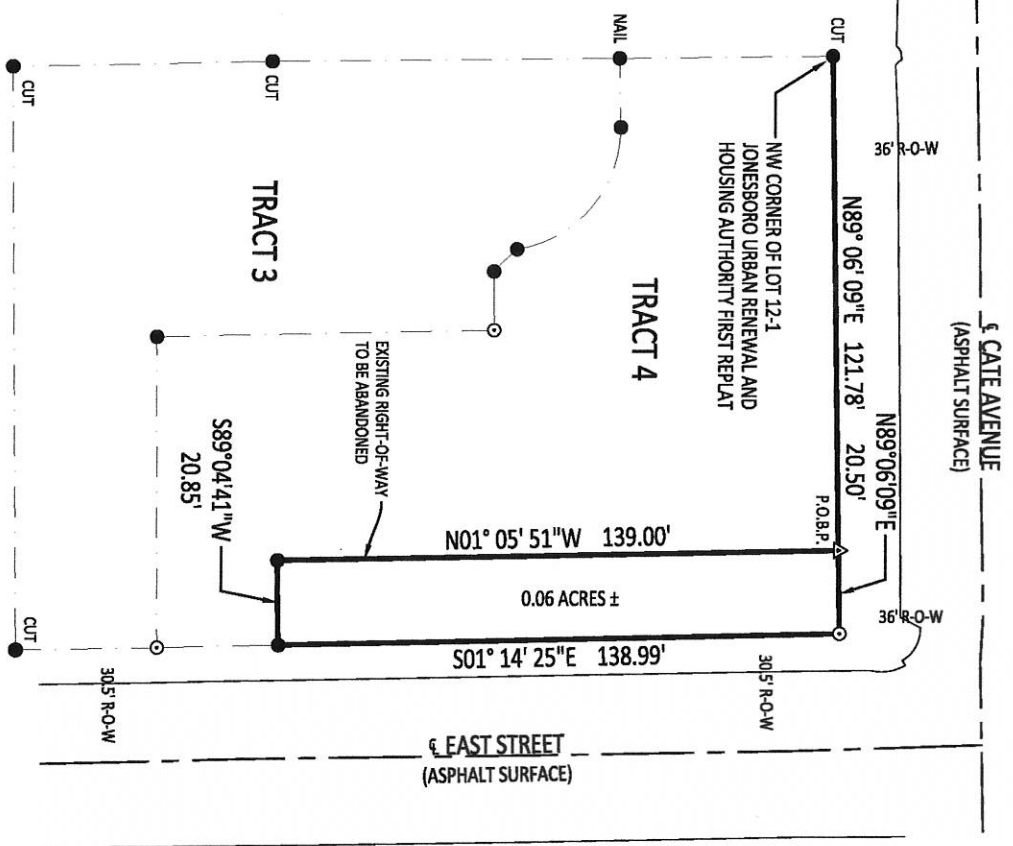 ℄ CATE AVENUE
(ASPHALT SURFACE)
36' R-O-W
36' R-O-W
CUT
N89° 06' 09"E 121.78'
N89°06'09"E
20.50'
P.O.B.P.
NW CORNER OF LOT 12-1
JONESBORO URBAN RENEWAL AND
HOUSING AUTHORITY FIRST REPLAT
NAIL
TRACT 4
TRACT 3
CUT
CUT
CUT
EXISTING RIGHT-OF-WAY
TO BE ABANDONED
S89°04'41"W
20.85'
N01° 05' 51"W 139.00'
0.06 ACRES ±
S01° 14' 25"E 138.99'
30.5' R-O-W
30.5' R-O-W
℄ EAST STREET
(ASPHALT SURFACE)